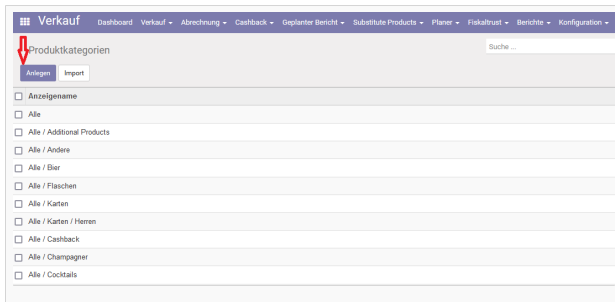 Verkauf Dashboard Verkauf Abrechnung Cashback Geplanter Bericht Substitute Products Planer Fiskaltrust Berichte Konfiguration
Produktkategorien Suche ...
Anlegen Import
Anzeigename
Alle
Alle / Additional Products
Alle / Andere
Alle / Bier
Alle / Flaschen
Alle / Karten
Alle / Karten / Herren
Alle / Cashback
Alle / Champagner
Alle / Cocktails